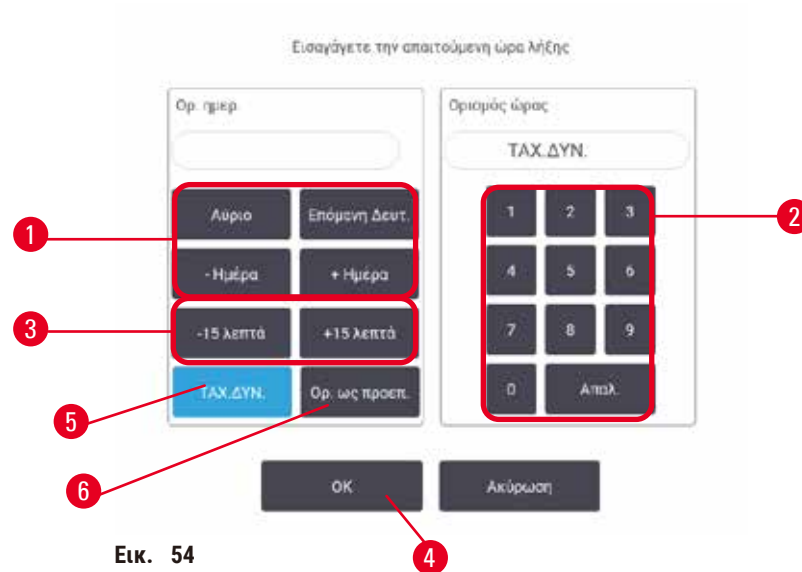 Εισαγάγετε την απαιτούμενη ώρα λήξης
Ορ. ημερ.
Ορισμός ώρας
ΤΑΧ.ΔΥΝ.
Αύριο
Επόμενη Δευτ.
- Ημέρα
+ Ημέρα
-15 λεπτά
+15 λεπτά
ΤΑΧ.ΔΥΝ.
Ορ. ως προεπ.
1 2 3
4 5 6
7 8 9
0 Απαλ.
OK
Ακύρωση
1
2
3
5
6
4
Εικ. 54